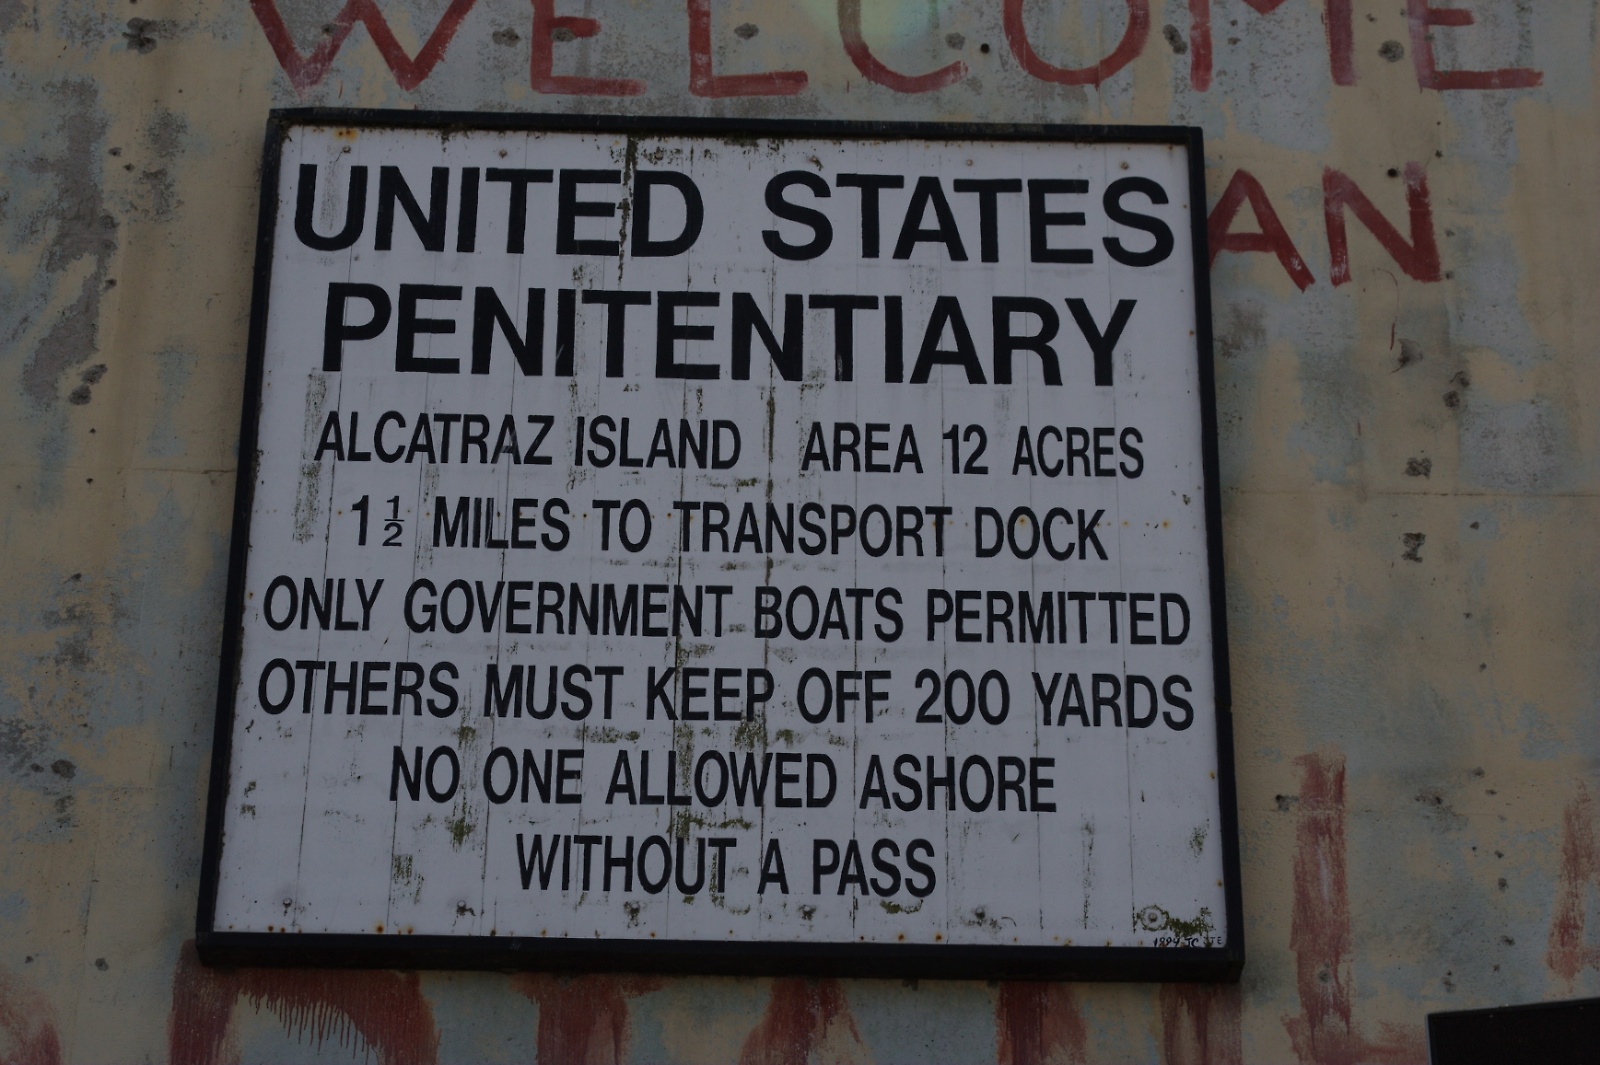 WELCOME
AN
UNITED STATES
PENITENTIARY
ALCATRAZ ISLAND AREA 12 ACRES
1½ MILES TO TRANSPORT DOCK
ONLY GOVERNMENT BOATS PERMITTED
OTHERS MUST KEEP OFF 200 YARDS
NO ONE ALLOWED ASHORE
WITHOUT A PASS